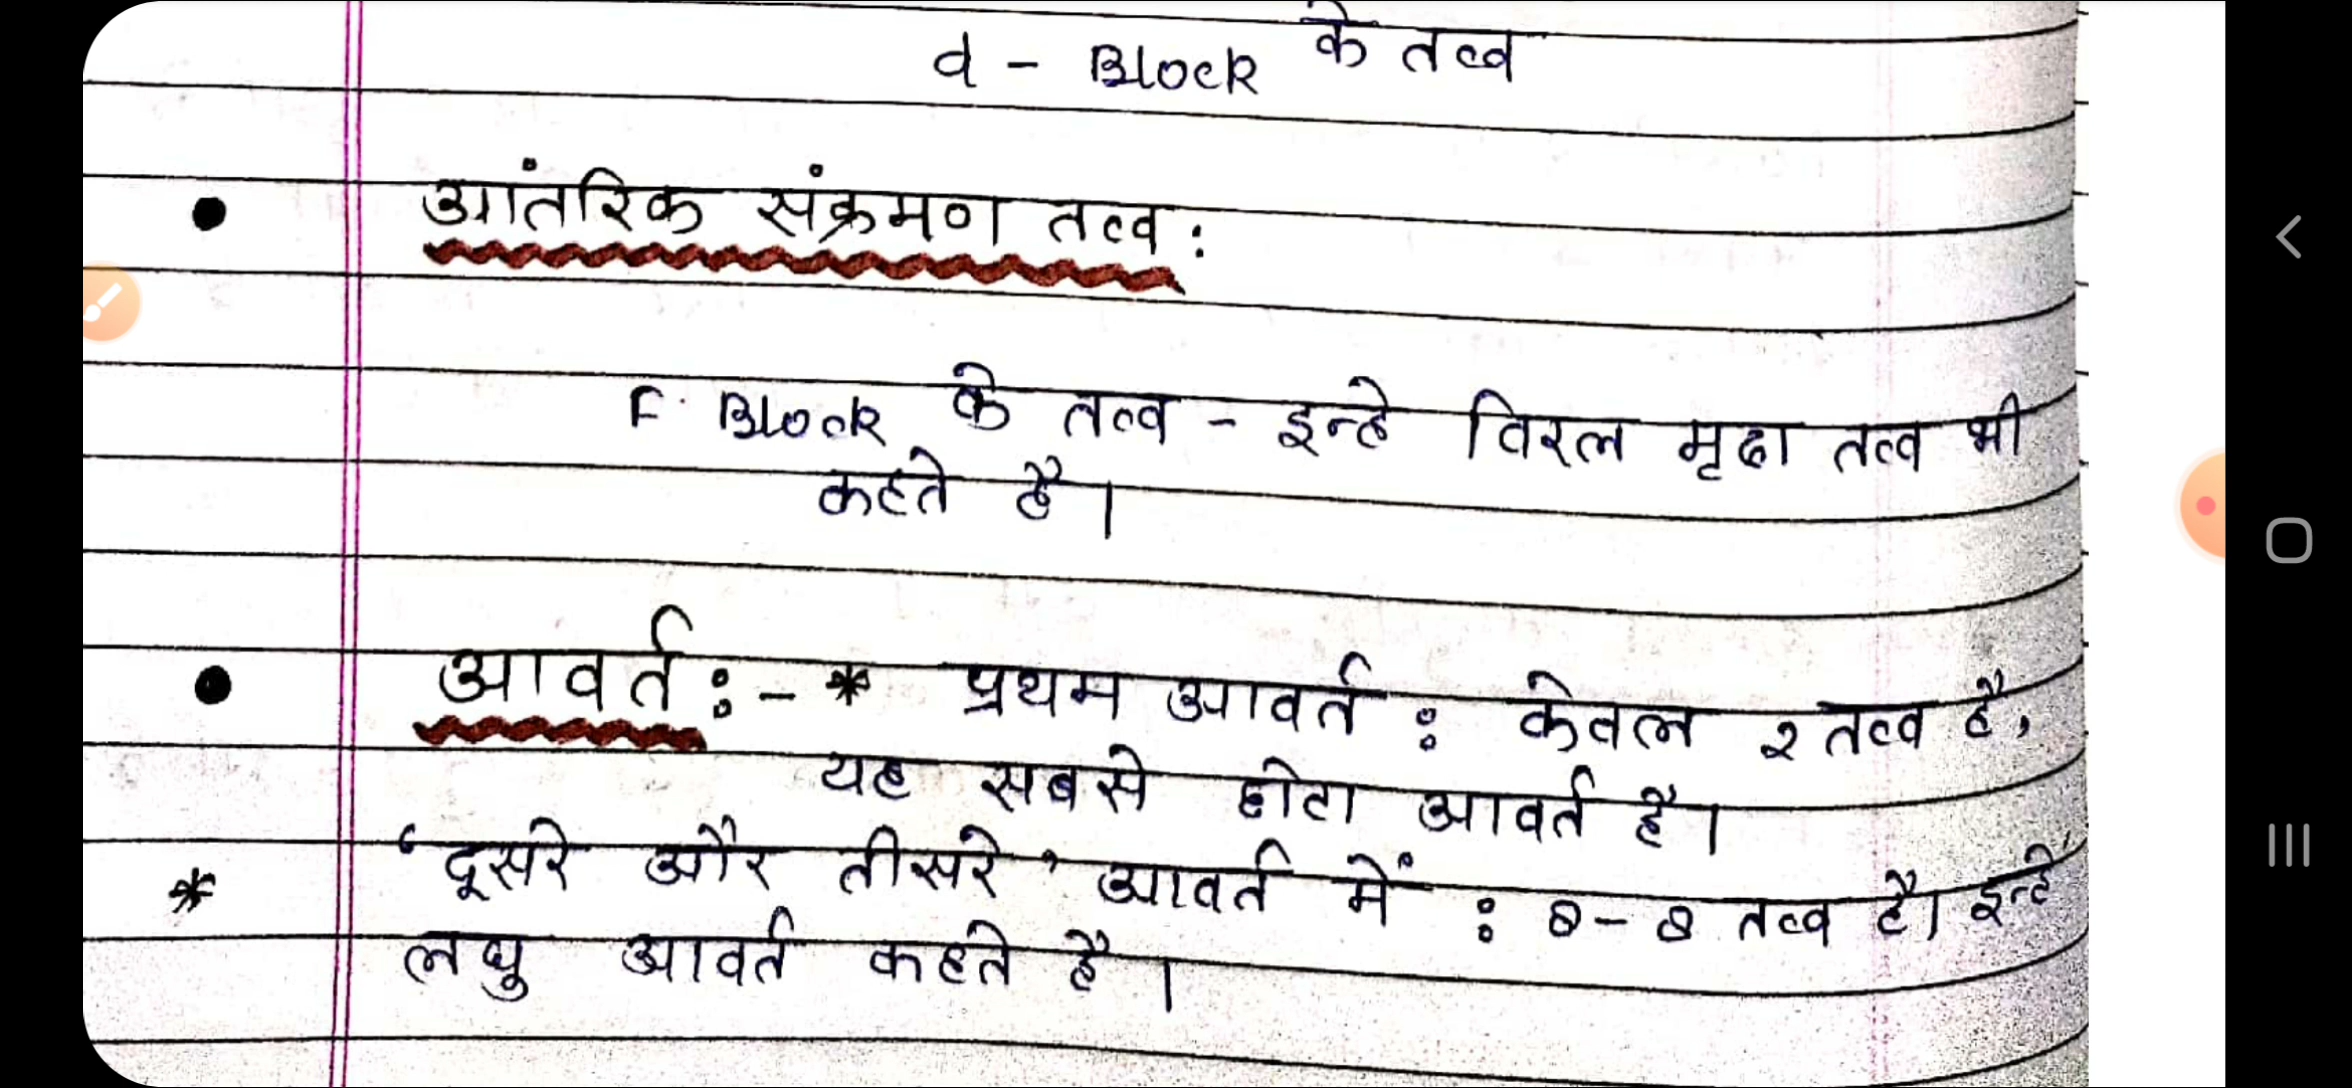 d - Block के तत्व
आंतरिक संक्रमण तत्व :
F. Block के तत्व - इन्हे विरल मृदा तत्व भी
कहते है।
आवर्त :- * प्रथम आवर्त : केवल 2 तत्व है,
यह सबसे छोटा आवर्त है।
* 'दूसरे और तीसरे' आवर्त में : 8-8 तत्व है। इन्हें
लघु आवर्त कहते है।